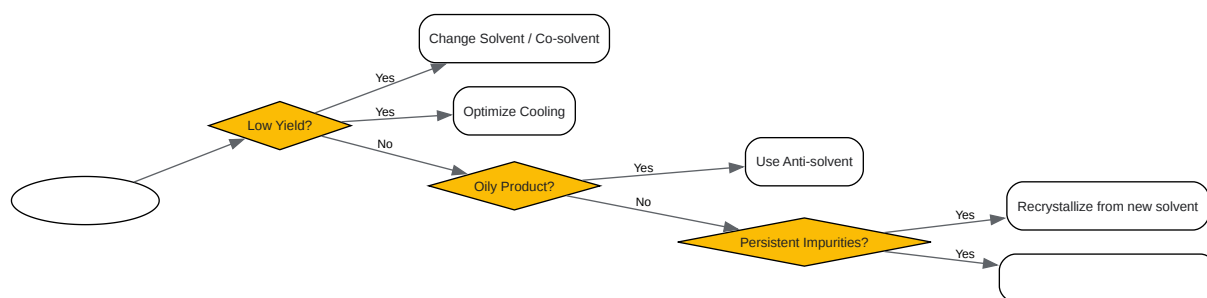 Change Solvent / Co-solvent
Yes
Optimize Cooling
Yes
Low Yield?
No
Use Anti-solvent
Yes
Oily Product?
No
Recrystallize from new solvent
Yes
Persistent Impurities?
Yes